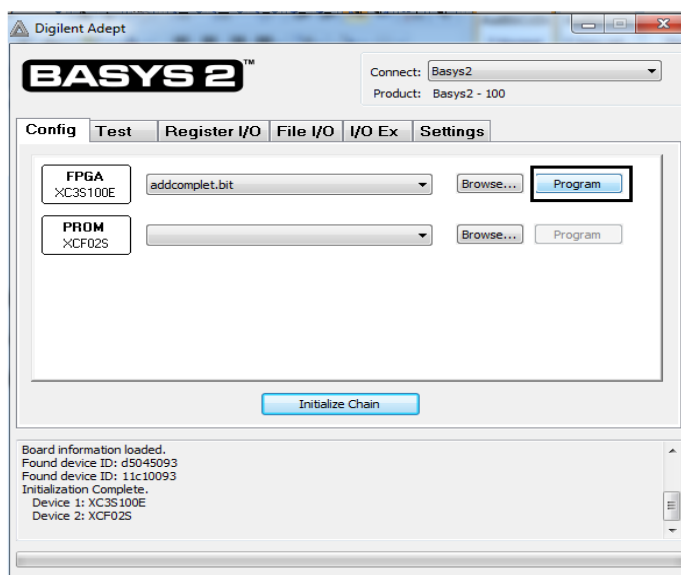 Digilent Adept
BASYS 2™
Connect: Basys2
Product: Basys2 - 100
Config Test Register I/O File I/O I/O Ex Settings
FPGA
XC3S100E
addcomplet.bit Browse... Program
PROM
XCF02S
Browse... Program
Initialize Chain
Board information loaded.
Found device ID: d5045093
Found device ID: 11c10093
Initialization Complete.
Device 1: XC3S100E
Device 2: XCF02S